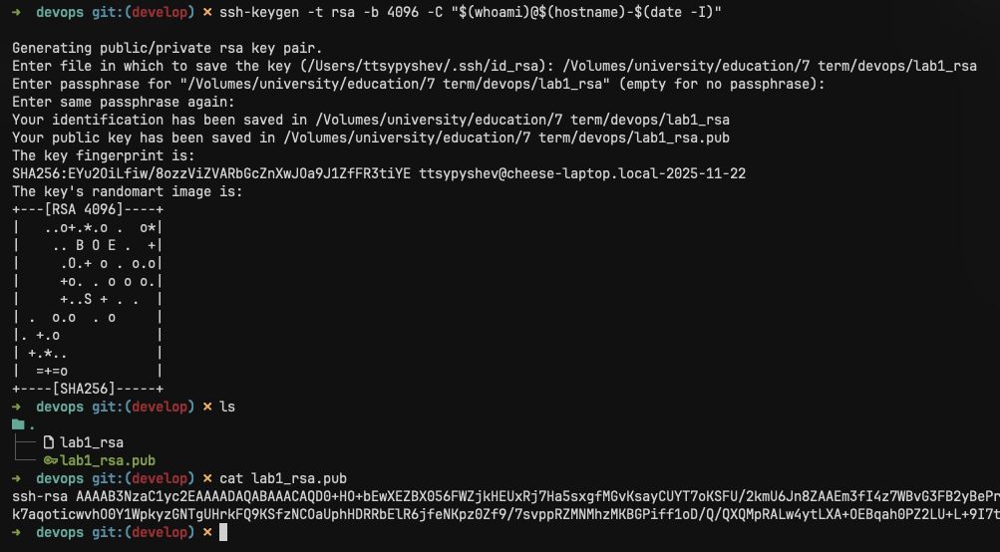 → devops git:(develop) ✕ ssh-keygen -t rsa -b 4096 -C "$(whoami)@$(hostname)-$(date -I)"
Generating public/private rsa key pair.
Enter file in which to save the key (/Users/ttsypyshev/.ssh/id_rsa): /Volumes/university/education/7 term/devops/lab1_rsa
Enter passphrase for "/Volumes/university/education/7 term/devops/lab1_rsa" (empty for no passphrase):
Enter same passphrase again:
Your identification has been saved in /Volumes/university/education/7 term/devops/lab1_rsa
Your public key has been saved in /Volumes/university/education/7 term/devops/lab1_rsa.pub
The key fingerprint is:
SHA256:EYu2OiLfiw/8ozzViZVARbGcZnXwJOa9J1ZfFR3tiYE ttsypyshev@cheese-laptop.local-2025-11-22
The key's randomart image is:
+---[RSA 4096]----+
|   ..o+.*.o .  o*|
|    .. B O E .  +|
|     .O.+ o . o.o|
|     +o. . o o o.|
|     +..S + . .  |
| .  o.o  . o     |
|. +.o            |
| +.*..           |
|  =+=o           |
+----[SHA256]-----+
→ devops git:(develop) ✕ ls
.
├── lab1_rsa
└── lab1_rsa.pub
→ devops git:(develop) ✕ cat lab1_rsa.pub
ssh-rsa AAAAB3NzaC1yc2EAAAADAQABAAACAQD0+HO+bEwXEZBX056FWZjkHEUxRj7Ha5sxgfMGvKsayCUYT7oKSFU/2kmU6Jn8ZAAEm3fI4z7WBvG3FB2yBePr
k7aqoticwvhO0Y1WpkyzGNTgUHrkFQ9KSfzNCOaUphHDRRbElR6jfeNKpz0Zf9/7svppRZMNMhzMKBGPiff1oD/Q/QXQMpRALw4ytLXA+OEBqah0PZ2LU+L+9I7t
→ devops git:(develop) ✕